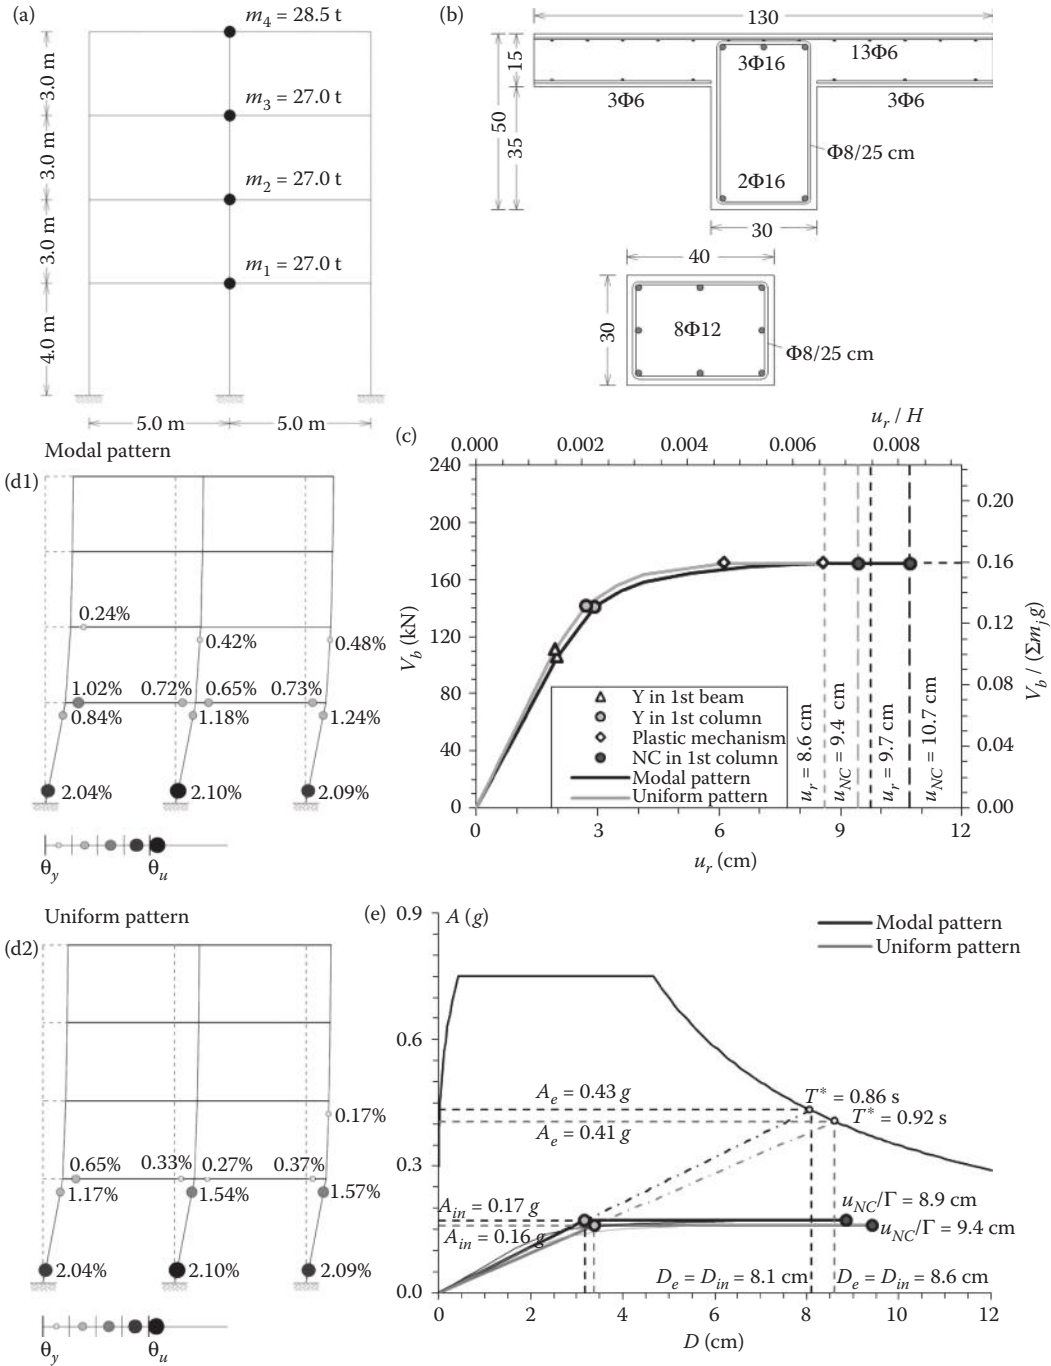 (a)
m4 = 28.5 t
m3 = 27.0 t
m2 = 27.0 t
m1 = 27.0 t
3.0 m
3.0 m
3.0 m
4.0 m
5.0 m
5.0 m
(b)
130
15
50
35
3Φ16
13Φ6
3Φ6
3Φ6
Φ8/25 cm
2Φ16
30
40
30
8Φ12
Φ8/25 cm
(c)
ur / H
0.000 0.002 0.004 0.006 0.008
240
200
160
120
80
40
0
Vb (kN)
0.20
0.16
0.12
0.08
0.04
0.00
Vb / (Σmj g)
Y in 1st beam
Y in 1st column
Plastic mechanism
NC in 1st column
Modal pattern
Uniform pattern
ur = 8.6 cm
uNC = 9.4 cm
ur = 9.7 cm
uNC = 10.7 cm
0 3 6 9 12
ur (cm)
Modal pattern
(d1)
0.24%
0.42%
0.48%
1.02%
0.72%
0.65%
0.73%
0.84%
1.18%
1.24%
2.04%
2.10%
2.09%
θy
θu
Uniform pattern
(d2)
0.17%
0.65%
0.33%
0.27%
0.37%
1.17%
1.54%
1.57%
2.04%
2.10%
2.09%
θy
θu
(e)
A (g)
0.9
0.6
0.3
0.0
Modal pattern
Uniform pattern
Ae = 0.43 g
Ae = 0.41 g
T* = 0.86 s
T* = 0.92 s
Ain = 0.17 g
Ain = 0.16 g
uNC/Γ = 8.9 cm
uNC/Γ = 9.4 cm
De = Din = 8.1 cm
De = Din = 8.6 cm
0 2 4 6 8 10 12
D (cm)